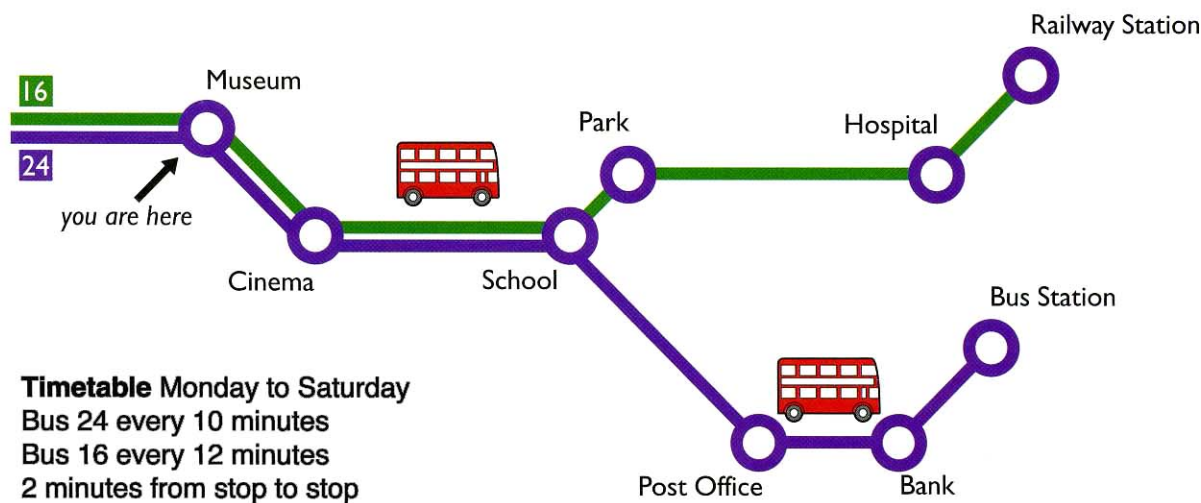 Railway Station
16
Museum
Park
Hospital
24
you are here
Cinema
School
Bus Station
Timetable Monday to Saturday
Bus 24 every 10 minutes
Bus 16 every 12 minutes
2 minutes from stop to stop
Post Office
Bank